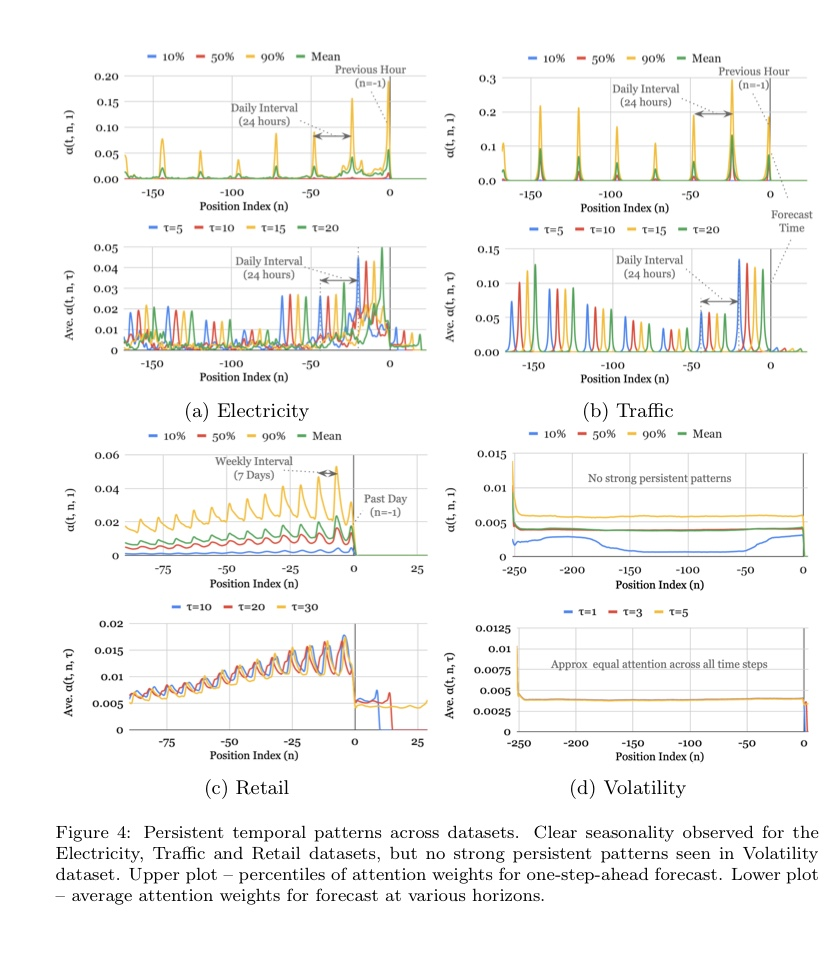 10% 50% 90% Mean
Previous Hour
(n=-1)
Daily Interval
(24 hours)
α(t, n, 1)
0.20
0.15
0.10
0.05
0.00
-150 -100 -50 0
Position Index (n)
τ=5 τ=10 τ=15 τ=20
Daily Interval
(24 hours)
Ave. α(t, n, τ)
0.05
0.04
0.03
0.02
0.01
0
-150 -100 -50 0
Position Index (n)
(a) Electricity
10% 50% 90% Mean
Previous Hour
(n=-1)
Daily Interval
(24 hours)
α(t, n, 1)
0.3
0.2
0.1
0.0
-150 -100 -50 0
Position Index (n)
Forecast
Time
τ=5 τ=10 τ=15 τ=20
Daily Interval
(24 hours)
Ave. α(t, n, τ)
0.15
0.10
0.05
0.00
-150 -100 -50 0
Position Index (n)
(b) Traffic
10% 50% 90% Mean
Weekly Interval
(7 Days)
Past Day
(n=-1)
α(t, n, 1)
0.06
0.04
0.02
0
-75 -50 -25 0 25
Position Index (n)
τ=10 τ=20 τ=30
Ave. α(t, n, τ)
0.02
0.015
0.01
0.005
0
-75 -50 -25 0 25
Position Index (n)
(c) Retail
10% 50% 90% Mean
No strong persistent patterns
α(t, n, 1)
0.015
0.01
0.005
0
-250 -200 -150 -100 -50 0
Position Index (n)
τ=1 τ=3 τ=5
Approx equal attention across all time steps
Ave. α(t, n, τ)
0.0125
0.01
0.0075
0.005
0.0025
0
-250 -200 -150 -100 -50 0
Position Index (n)
(d) Volatility
Figure 4: Persistent temporal patterns across datasets. Clear seasonality observed for the
Electricity, Traffic and Retail datasets, but no strong persistent patterns seen in Volatility
dataset. Upper plot – percentiles of attention weights for one-step-ahead forecast. Lower plot
– average attention weights for forecast at various horizons.